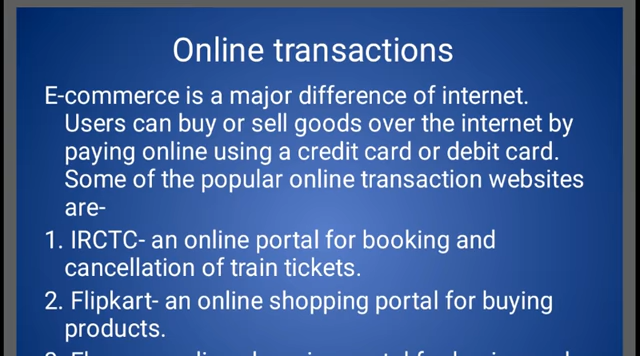 Online transactions
E-commerce is a major difference of internet.
Users can buy or sell goods over the internet by
paying online using a credit card or debit card.
Some of the popular online transaction websites
are-
1. IRCTC- an online portal for booking and
cancellation of train tickets.
2. Flipkart- an online shopping portal for buying
products.